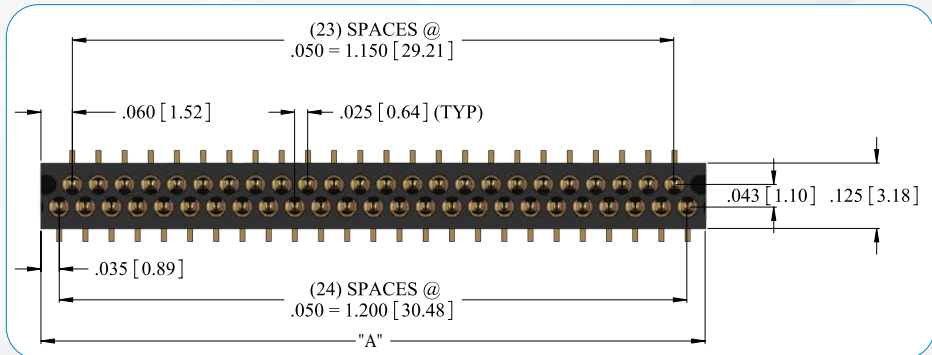 (23) SPACES @
.050 = 1.150 [29.21]
.060 [1.52]
.025 [0.64] (TYP)
.043 [1.10]
.125 [3.18]
.035 [0.89]
(24) SPACES @
.050 = 1.200 [30.48]
"A"